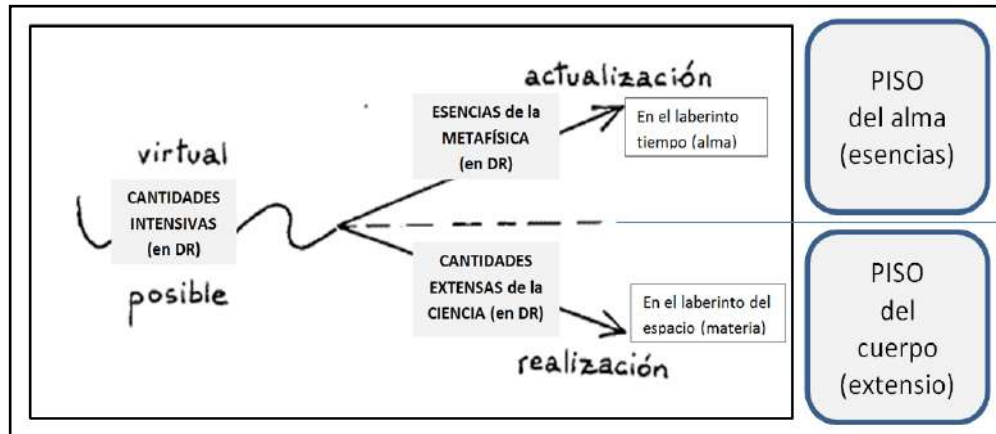 actualización
ESENCIAS de la
METAFÍSICA
(en DR)
En el laberinto
tiempo (alma)
virtual
CANTIDADES
INTENSIVAS
(en DR)
posible
CANTIDADES
EXTENSAS de la
CIENCIA (en DR)
En el laberinto del
espacio (materia)
realización
PISO
del alma
(esencias)
PISO
del
cuerpo
(extensio)